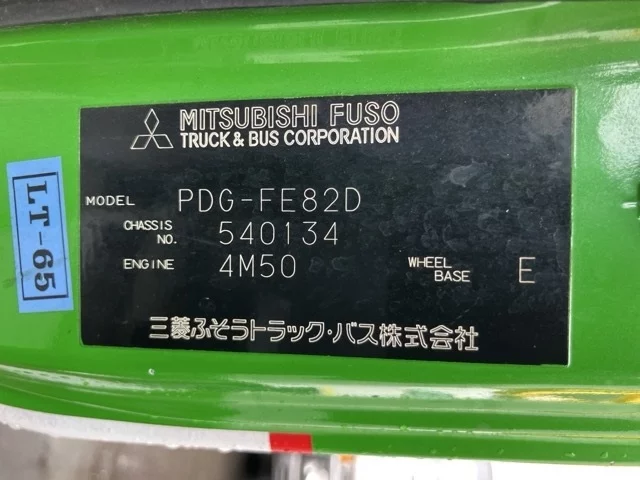 MITSUBISHI FUSO
TRUCK & BUS CORPORATION
MODEL PDG-FE82D
CHASSIS NO. 540134
ENGINE 4M50 WHEEL BASE E
三菱ふそうトラック・バス株式会社
LT-65